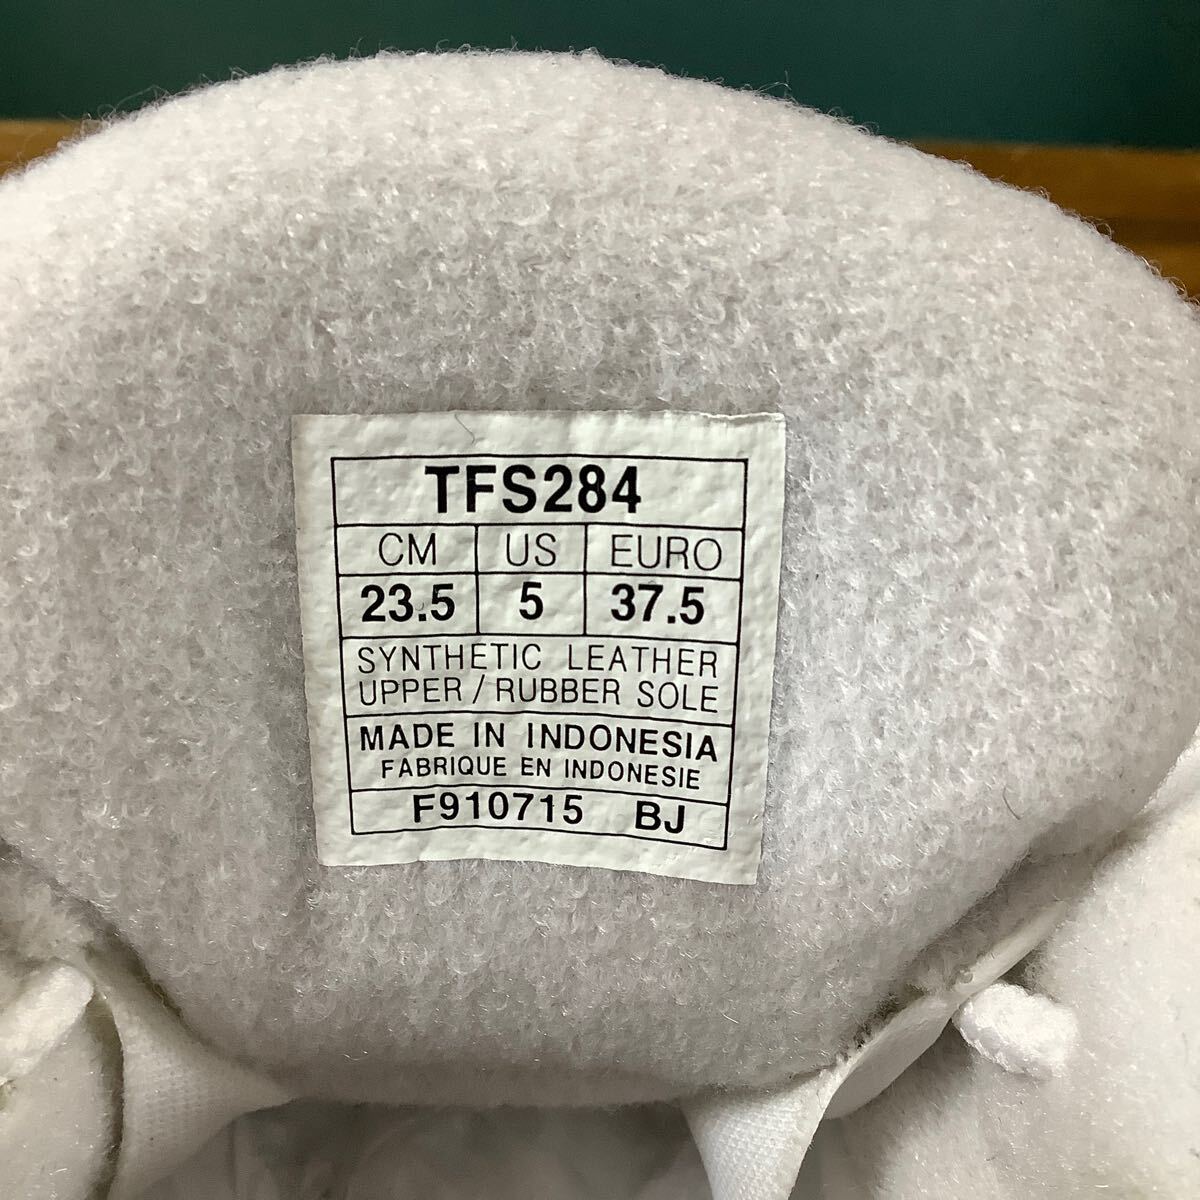 TFS284
CM US EURO
23.5 5 37.5
SYNTHETIC LEATHER
UPPER / RUBBER SOLE
MADE IN INDONESIA
FABRIQUE EN INDONESIE
F910715 BJ